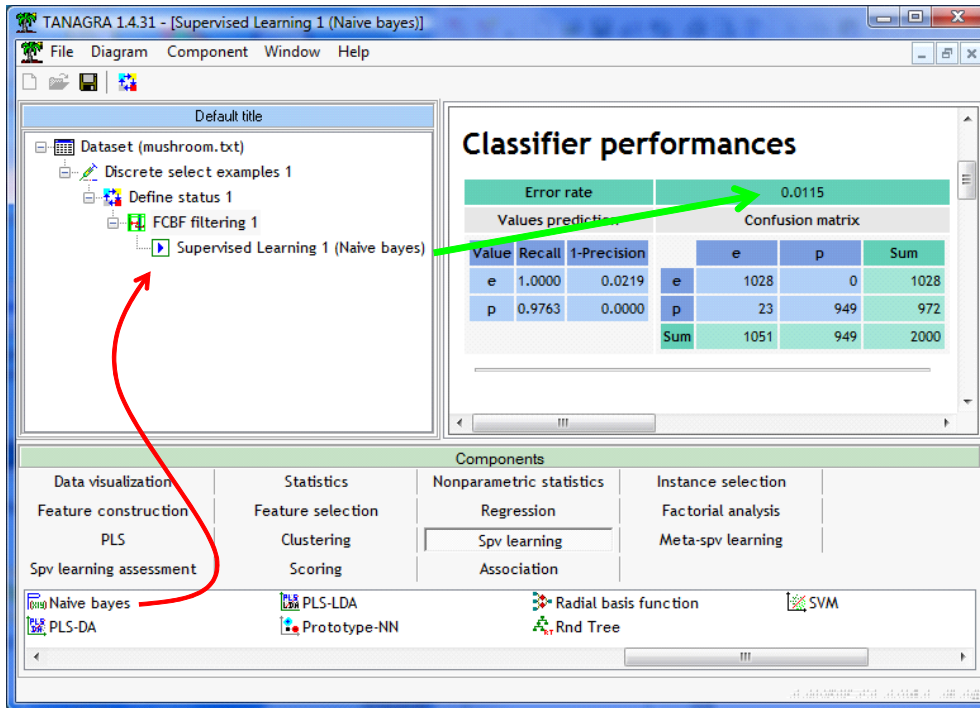 TANAGRA 1.4.31 - [Supervised Learning 1 (Naive bayes)]
File Diagram Component Window Help
Default title
Dataset (mushroom.txt)
Discrete select examples 1
Define status 1
FCBF filtering 1
Supervised Learning 1 (Naive bayes)
Classifier performances
Error rate 0.0115
Values prediction Confusion matrix
Value Recall 1-Precision e p Sum
e 1.0000 0.0219 e 1028 0 1028
p 0.9763 0.0000 p 23 949 972
Sum 1051 949 2000
Components
Data visualization Statistics Nonparametric statistics Instance selection
Feature construction Feature selection Regression Factorial analysis
PLS Clustering Spv learning Meta-spv learning
Spv learning assessment Scoring Association
Naive bayes PLS-LDA Radial basis function SVM
PLS-DA Prototype-NN Rnd Tree